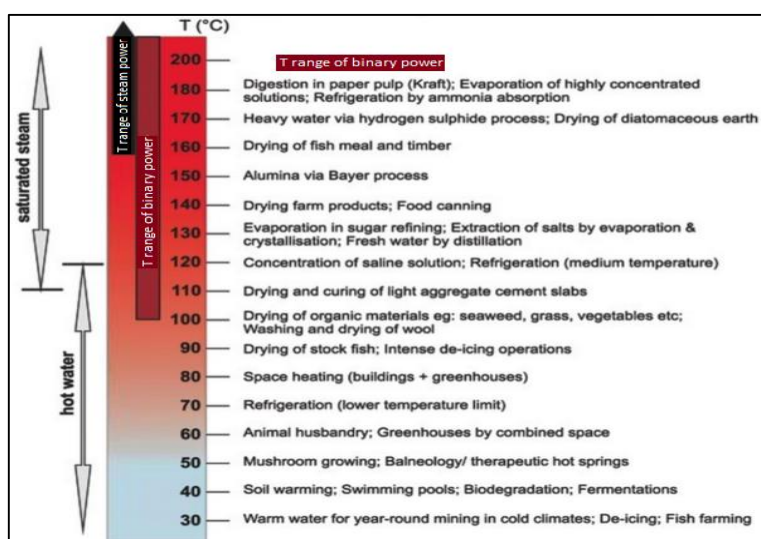 T (°C)
200
T range of binary power
180
Digestion in paper pulp (Kraft); Evaporation of highly concentrated
solutions; Refrigeration by ammonia absorption
170
Heavy water via hydrogen sulphide process; Drying of diatomaceous earth
160
Drying of fish meal and timber
150
Alumina via Bayer process
140
Drying farm products; Food canning
130
Evaporation in sugar refining; Extraction of salts by evaporation &
crystallisation; Fresh water by distillation
120
Concentration of saline solution; Refrigeration (medium temperature)
110
Drying and curing of light aggregate cement slabs
100
Drying of organic materials eg: seaweed, grass, vegetables etc;
Washing and drying of wool
90
Drying of stock fish; Intense de-icing operations
80
Space heating (buildings + greenhouses)
70
Refrigeration (lower temperature limit)
60
Animal husbandry; Greenhouses by combined space
50
Mushroom growing; Balneology/ therapeutic hot springs
40
Soil warming; Swimming pools; Biodegradation; Fermentations
30
Warm water for year-round mining in cold climates; De-icing; Fish farming
saturated steam
hot water
T range of steam power
T range of binary power